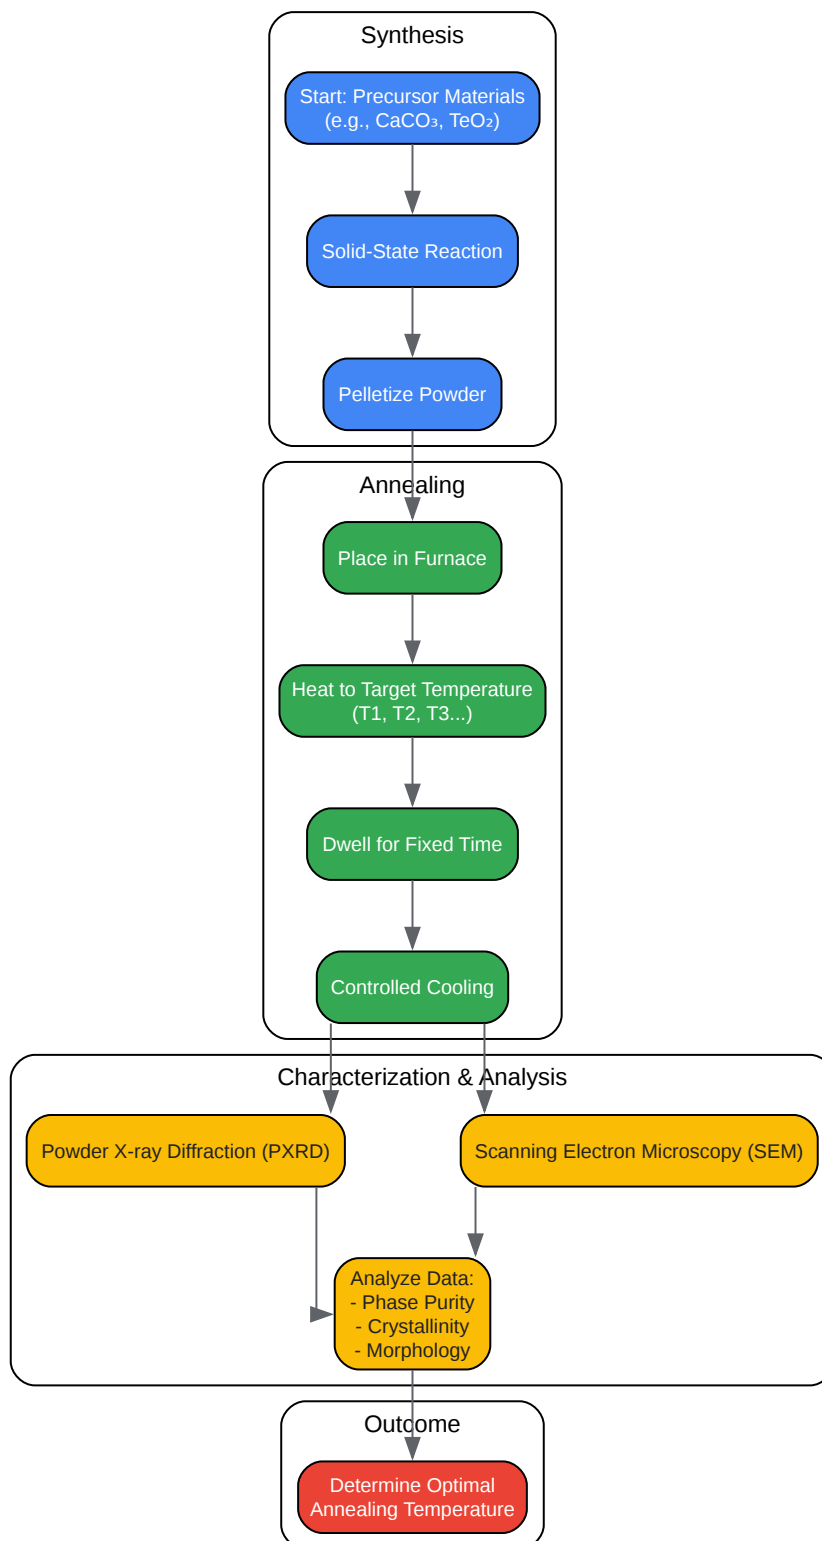 Synthesis
Start: Precursor Materials
(e.g., CaCO₃, TeO₂)
Solid-State Reaction
Pelletize Powder
Annealing
Place in Furnace
Heat to Target Temperature
(T1, T2, T3...)
Dwell for Fixed Time
Controlled Cooling
Characterization & Analysis
Powder X-ray Diffraction (PXRD)
Scanning Electron Microscopy (SEM)
Analyze Data:
- Phase Purity
- Crystallinity
- Morphology
Outcome
Determine Optimal
Annealing Temperature